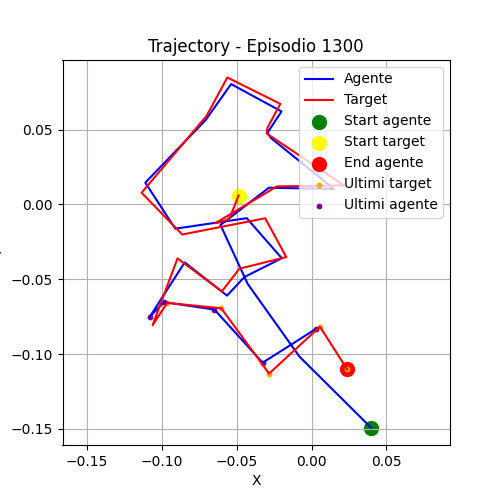 Trajectory - Episodio 1300
Agente
Target
Start agente
Start target
End agente
Ultimi target
Ultimi agente
0.05
0.00
−0.05
−0.10
−0.15
−0.15
−0.10
−0.05
0.00
0.05
X